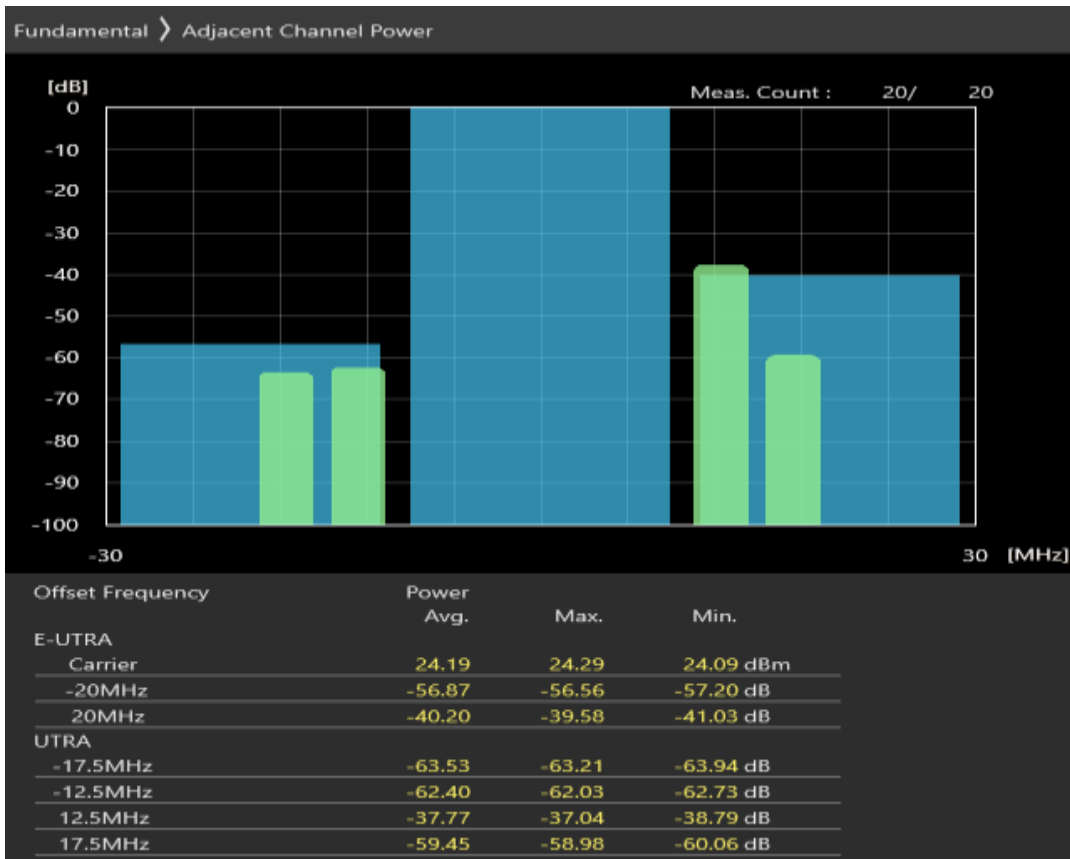 Fundamental 〉 Adjacent Channel Power
[dB]
Meas. Count : 20/ 20
0
-10
-20
-30
-40
-50
-60
-70
-80
-90
-100
-30 30 [MHz]
Offset Frequency Power
Avg. Max. Min.
E-UTRA
Carrier 24.19 24.29 24.09 dBm
-20MHz -56.87 -56.56 -57.20 dB
20MHz -40.20 -39.58 -41.03 dB
UTRA
-17.5MHz -63.53 -63.21 -63.94 dB
-12.5MHz -62.40 -62.03 -62.73 dB
12.5MHz -37.77 -37.04 -38.79 dB
17.5MHz -59.45 -58.98 -60.06 dB